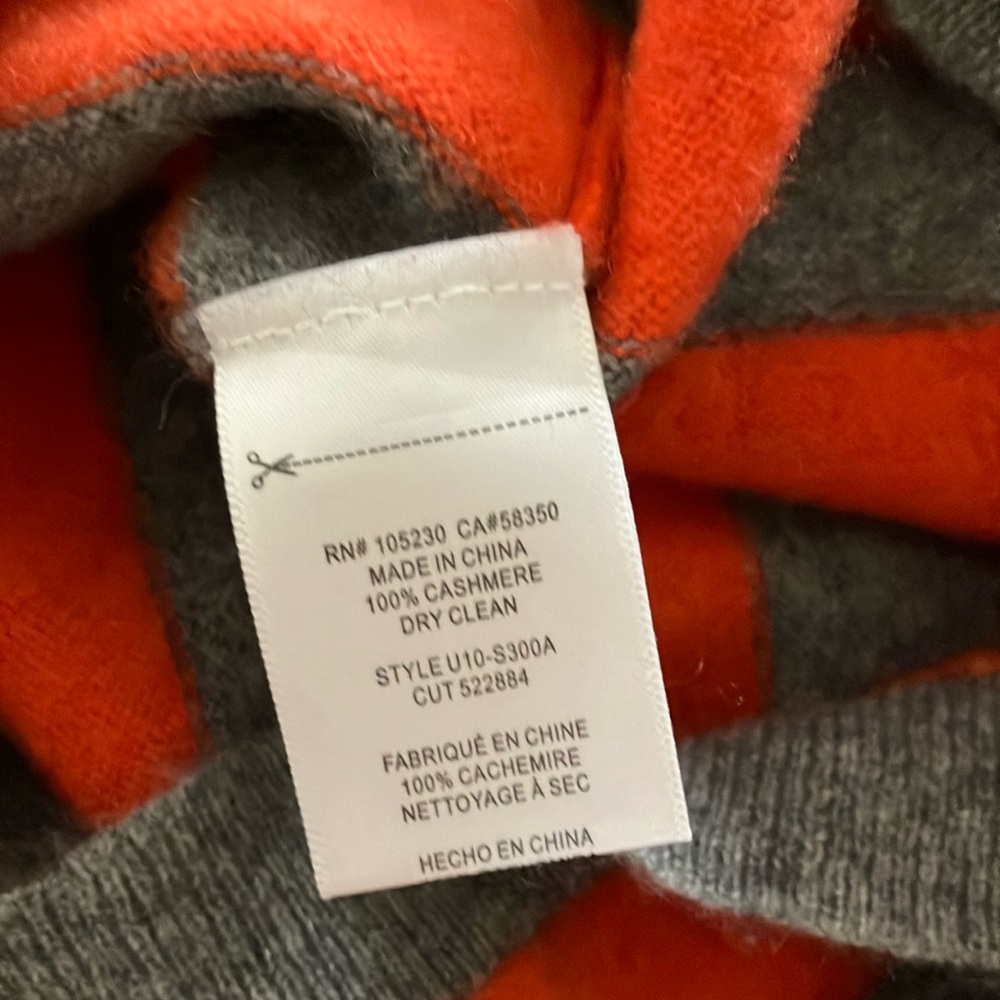 RN# 105230 CA#58350
MADE IN CHINA
100% CASHMERE
DRY CLEAN
STYLE U10-S300A
CUT 522884
FABRIQUÉ EN CHINE
100% CACHEMIRE
NETTOYAGE À SEC
HECHO EN CHINA